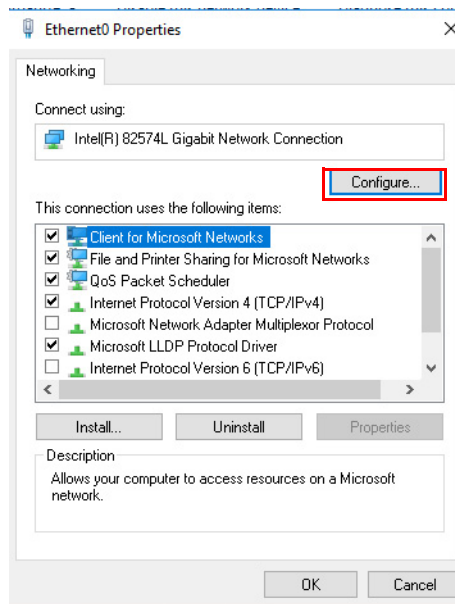 Ethernet0 Properties
Networking
Connect using:
Intel(R) 82574L Gigabit Network Connection
Configure...
This connection uses the following items:
Client for Microsoft Networks
File and Printer Sharing for Microsoft Networks
QoS Packet Scheduler
Internet Protocol Version 4 (TCP/IPv4)
Microsoft Network Adapter Multiplexor Protocol
Microsoft LLDP Protocol Driver
Internet Protocol Version 6 (TCP/IPv6)
Install... Uninstall Properties
Description
Allows your computer to access resources on a Microsoft
network.
OK Cancel